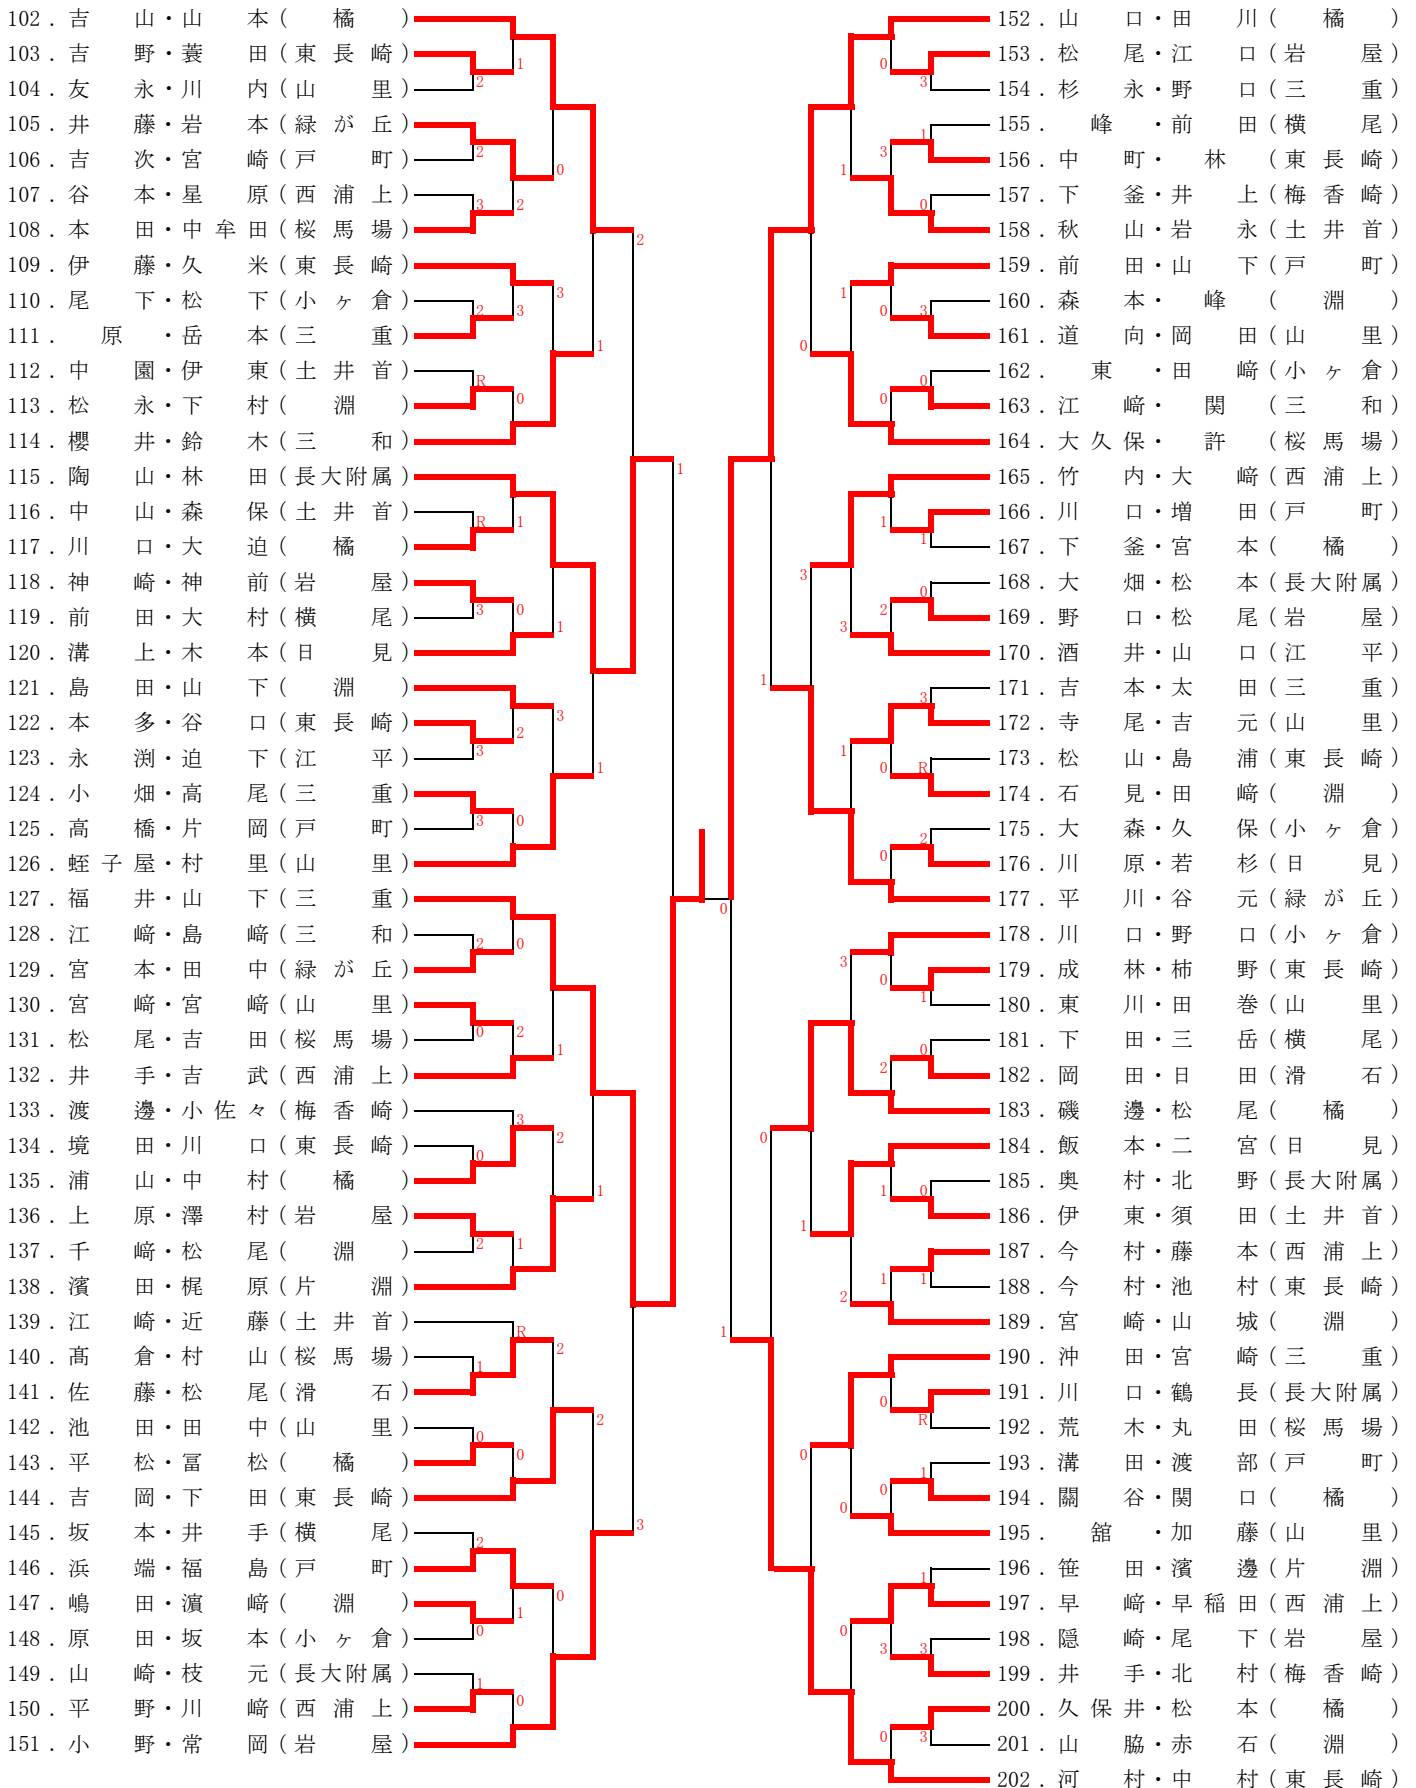 102．吉　山・山　本（　橘　）
103．吉　野・蓑　田（東長崎）
104．友　永・川　内（山　里）
105．井　藤・岩　本（緑が丘）
106．吉　次・宮　崎（戸　町）
107．谷　本・星　原（西浦上）
108．本　田・中牟田（桜馬場）
109．伊　藤・久　米（東長崎）
110．尾　下・松　下（小ヶ倉）
111．　原　・岳　本（三　重）
112．中　園・伊　東（土井首）
113．松　永・下　村（　淵　）
114．櫻　井・鈴　木（三　和）
115．陶　山・林　田（長大附属）
116．中　山・森　保（土井首）
117．川　口・大　迫（　橘　）
118．神　崎・神　前（岩　屋）
119．前　田・大　村（横　尾）
120．溝　上・木　本（日　見）
121．島　田・山　下（　淵　）
122．本　多・谷　口（東長崎）
123．永　渕・迫　下（江　平）
124．小　畑・高　尾（三　重）
125．高　橋・片　岡（戸　町）
126．蛭子屋・村　里（山　里）
127．福　井・山　下（三　重）
128．江　﨑・島　﨑（三　和）
129．宮　本・田　中（緑が丘）
130．宮　﨑・宮　﨑（山　里）
131．松　尾・吉　田（桜馬場）
132．井　手・吉　武（西浦上）
133．渡　邊・小佐々（梅香崎）
134．境　田・川　口（東長崎）
135．浦　山・中　村（　橘　）
136．上　原・澤　村（岩　屋）
137．千　﨑・松　尾（　淵　）
138．濱　田・梶　原（片　淵）
139．江　崎・近　藤（土井首）
140．髙　倉・村　山（桜馬場）
141．佐　藤・松　尾（滑　石）
142．池　田・田　中（山　里）
143．平　松・冨　松（　橘　）
144．吉　岡・下　田（東長崎）
145．坂　本・井　手（横　尾）
146．浜　端・福　島（戸　町）
147．嶋　田・濵　﨑（　淵　）
148．原　田・坂　本（小ヶ倉）
149．山　崎・枝　元（長大附属）
150．平　野・川　﨑（西浦上）
151．小　野・常　岡（岩　屋）
152．山　口・田　川（　橘　）
153．松　尾・江　口（岩　屋）
154．杉　永・野　口（三　重）
155．　峰　・前　田（横　尾）
156．中　町・　林　（東長崎）
157．下　釜・井　上（梅香崎）
158．秋　山・岩　永（土井首）
159．前　田・山　下（戸　町）
160．森　本・　峰　（　淵　）
161．道　向・岡　田（山　里）
162．　東　・田　﨑（小ヶ倉）
163．江　﨑・　関　（三　和）
164．大久保・　許　（桜馬場）
165．竹　内・大　﨑（西浦上）
166．川　口・増　田（戸　町）
167．下　釜・宮　本（　橘　）
168．大　畑・松　本（長大附属）
169．野　口・松　尾（岩　屋）
170．酒　井・山　口（江　平）
171．吉　本・太　田（三　重）
172．寺　尾・吉　元（山　里）
173．松　山・島　浦（東長崎）
174．石　見・田　﨑（　淵　）
175．大　森・久　保（小ヶ倉）
176．川　原・若　杉（日　見）
177．平　川・谷　元（緑が丘）
178．川　口・野　口（小ヶ倉）
179．成　林・柿　野（東長崎）
180．東　川・田　巻（山　里）
181．下　田・三　岳（横　尾）
182．岡　田・日　田（滑　石）
183．磯　邊・松　尾（　橘　）
184．飯　本・二　宮（日　見）
185．奥　村・北　野（長大附属）
186．伊　東・須　田（土井首）
187．今　村・藤　本（西浦上）
188．今　村・池　村（東長崎）
189．宮　崎・山　城（　淵　）
190．沖　田・宮　崎（三　重）
191．川　口・鶴　長（長大附属）
192．荒　木・丸　田（桜馬場）
193．溝　田・渡　部（戸　町）
194．關　谷・関　口（　橘　）
195．　舘　・加　藤（山　里）
196．笹　田・濱　邊（片　淵）
197．早　﨑・早稲田（西浦上）
198．隠　崎・尾　下（岩　屋）
199．井　手・北　村（梅香崎）
200．久保井・松　本（　橘　）
201．山　脇・赤　石（　淵　）
202．河　村・中　村（東長崎）